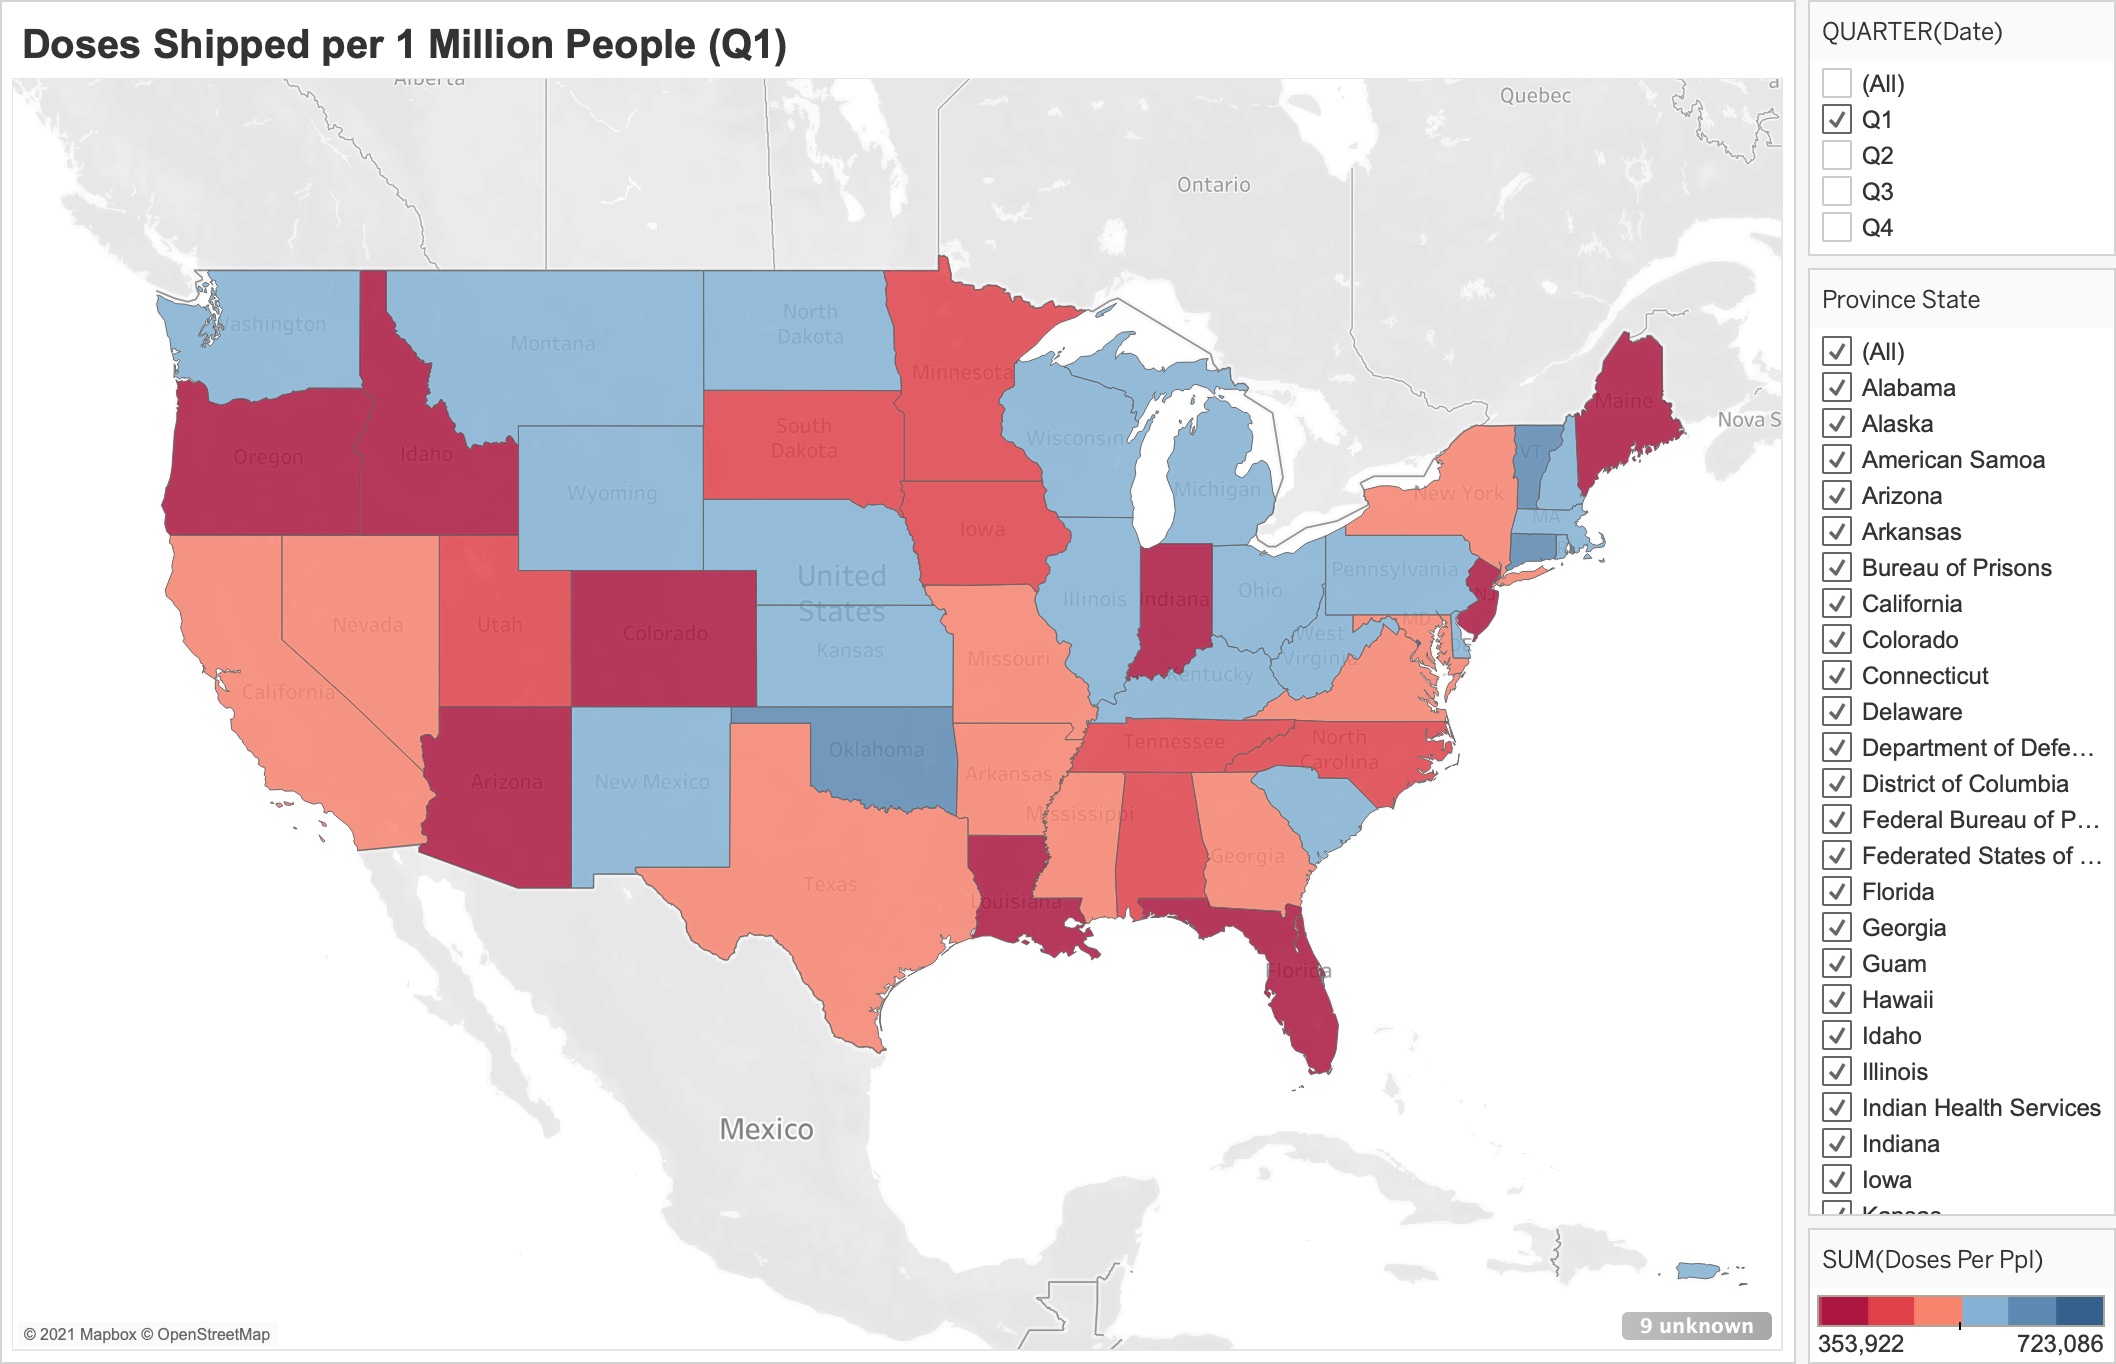 Doses Shipped per 1 Million People (Q1)
Alberta
Quebec
Ontario
Nova S
Washington
Montana
North
Dakota
Minnesota
South
Dakota
Wisconsin
Michigan
Maine
VT
New York
MA
Oregon
Idaho
Wyoming
Iowa
United
States
Illinois
Indiana
Ohio
Pennsylvania
NJ
MD
DE
West
Virginia
Kentucky
Nevada
Utah
Colorado
Kansas
Missouri
California
Arizona
New Mexico
Oklahoma
Arkansas
Tennessee
North
Carolina
Mississippi
Georgia
Texas
Louisiana
Florida
Mexico
© 2021 Mapbox © OpenStreetMap
9 unknown
QUARTER(Date)
(All)
Q1
Q2
Q3
Q4
Province State
(All)
Alabama
Alaska
American Samoa
Arizona
Arkansas
Bureau of Prisons
California
Colorado
Connecticut
Delaware
Department of Defe...
District of Columbia
Federal Bureau of P...
Federated States of ...
Florida
Georgia
Guam
Hawaii
Idaho
Illinois
Indian Health Services
Indiana
Iowa
Kansas
SUM(Doses Per Ppl)
353,922 723,086